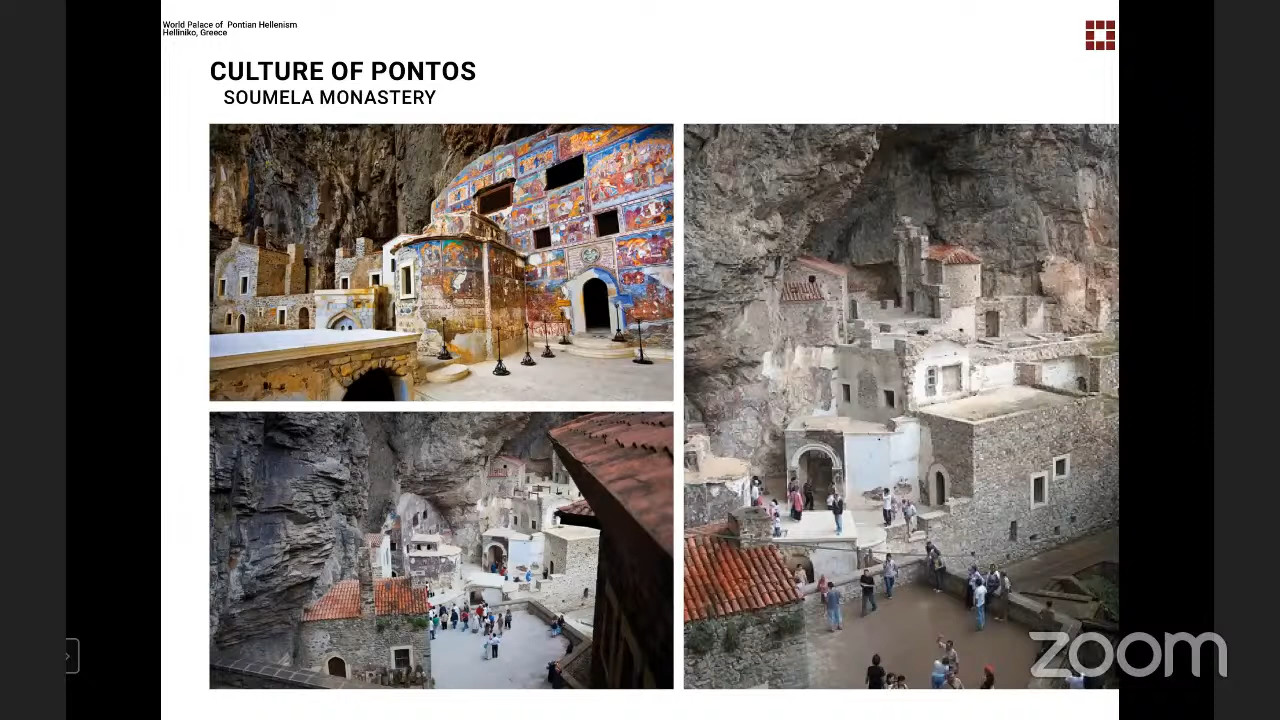 World Palace of Pontian Hellenism
Helliniko, Greece
CULTURE OF PONTOS
SOUMELA MONASTERY
zoom